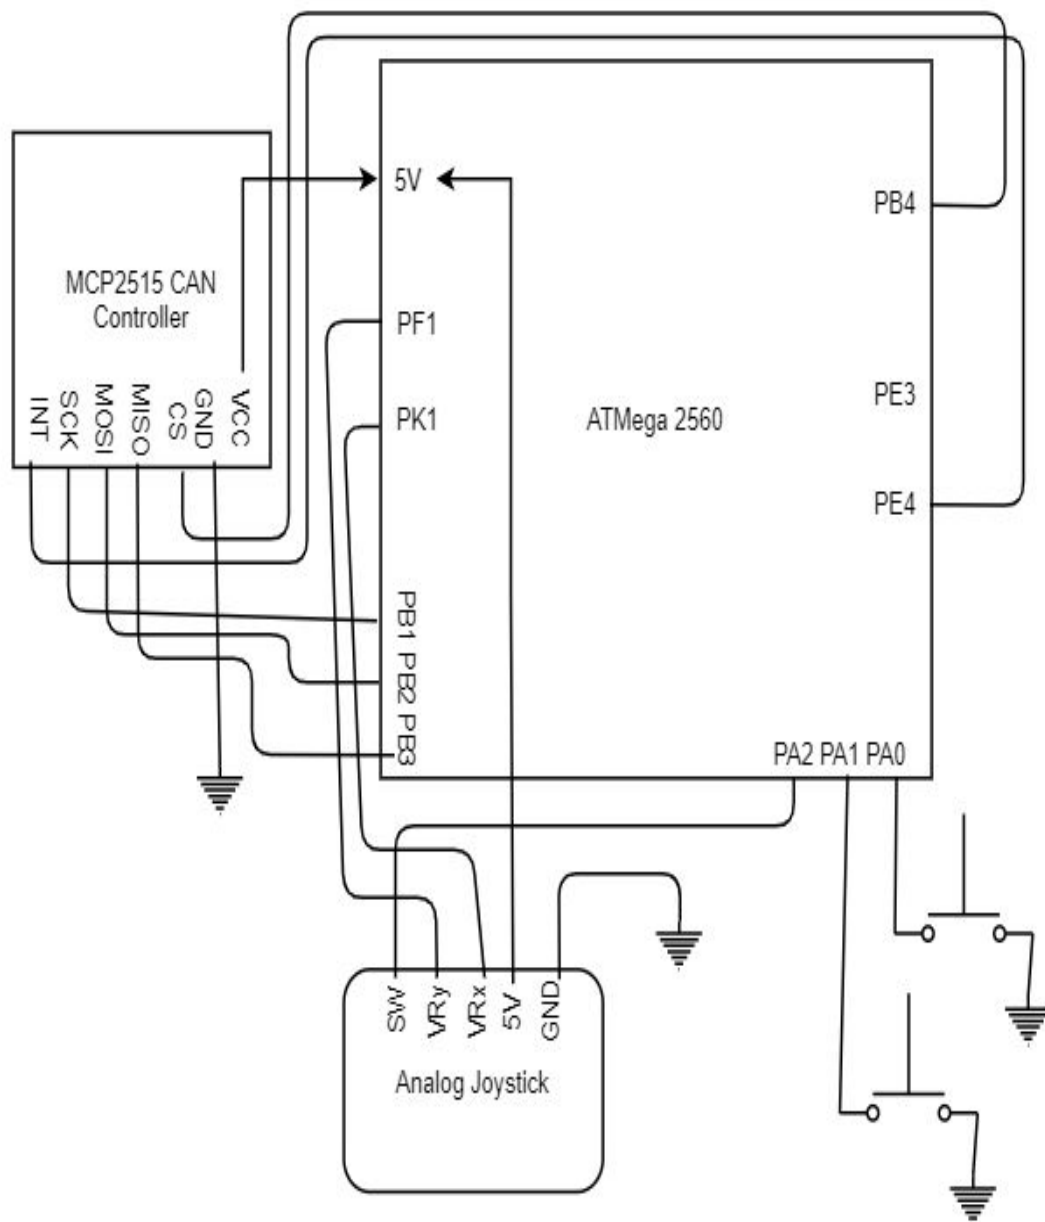 5V
PB4
MCP2515 CAN
Controller
PF1
PE3
PK1
ATMega 2560
INT
SCK
MOSI
MISO
CS
GND
VCC
PE4
PB1 PB2 PB3
PA2 PA1 PA0
SW
VRy
VRx
5V
GND
Analog Joystick